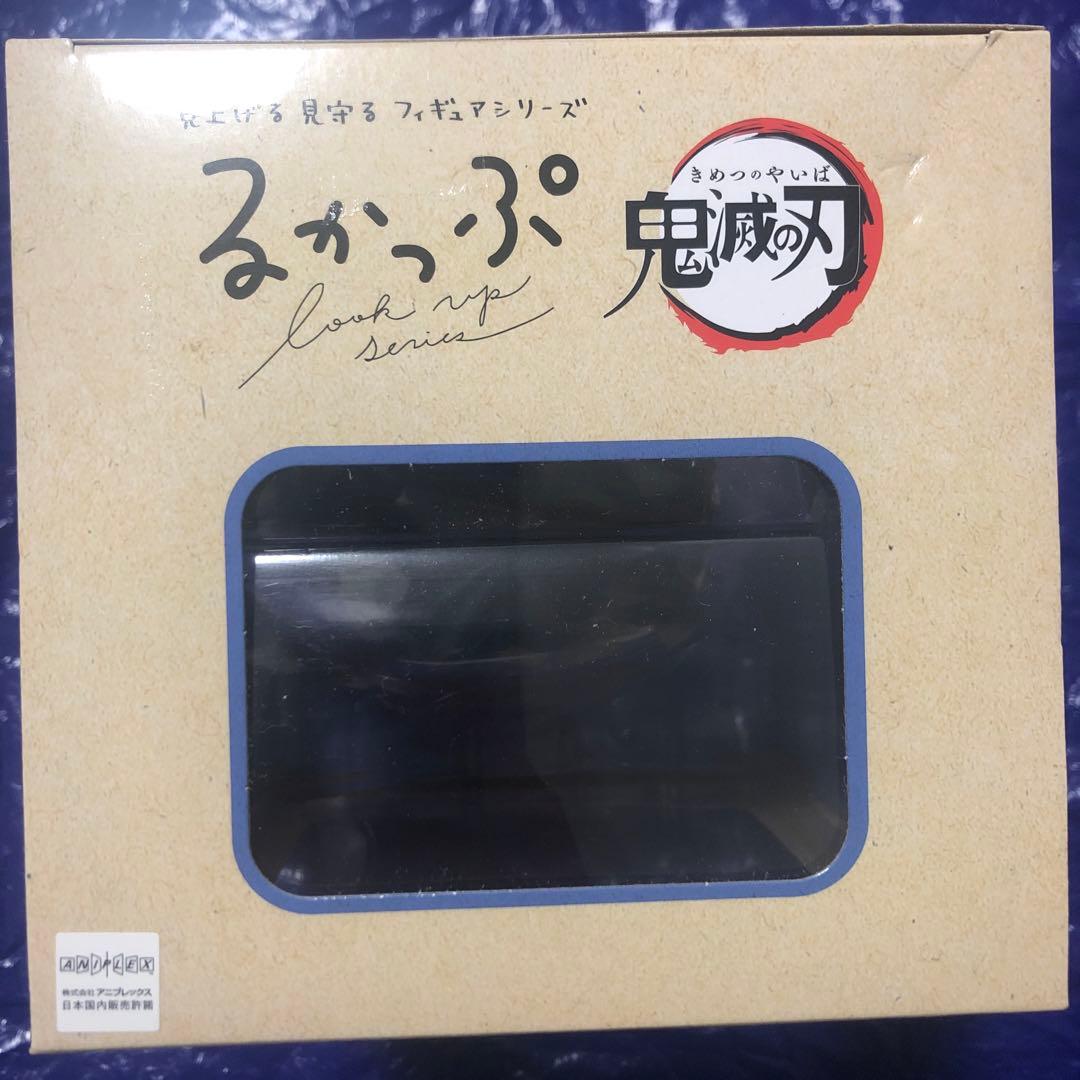 見上げる 見守る フィギュアシリーズ
るかっぷ
look up
series
きめつのやいば
鬼滅の刃
ANIPLEX
株式会社 アニプレックス
日本国内販売許諾